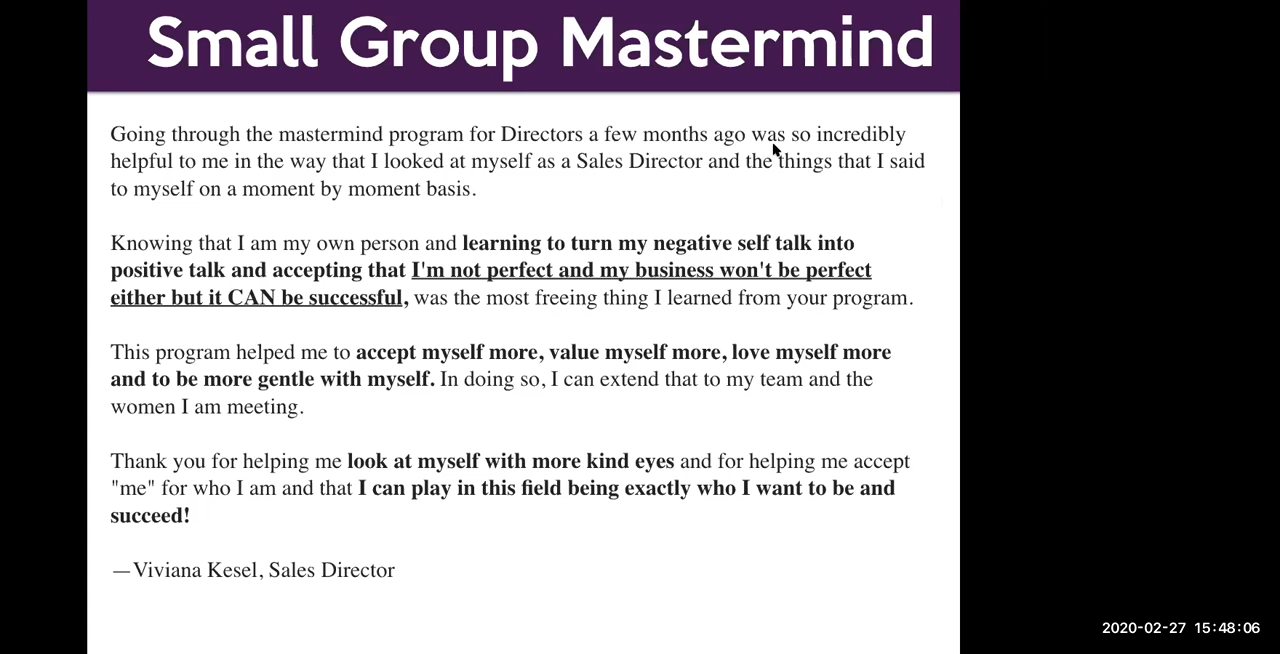 Small Group Mastermind
Going through the mastermind program for Directors a few months ago was so incredibly
helpful to me in the way that I looked at myself as a Sales Director and the things that I said
to myself on a moment by moment basis.
Knowing that I am my own person and learning to turn my negative self talk into
positive talk and accepting that I'm not perfect and my business won't be perfect
either but it CAN be successful, was the most freeing thing I learned from your program.
This program helped me to accept myself more, value myself more, love myself more
and to be more gentle with myself. In doing so, I can extend that to my team and the
women I am meeting.
Thank you for helping me look at myself with more kind eyes and for helping me accept
"me" for who I am and that I can play in this field being exactly who I want to be and
succeed!
—Viviana Kesel, Sales Director
2020-02-27 15:48:06